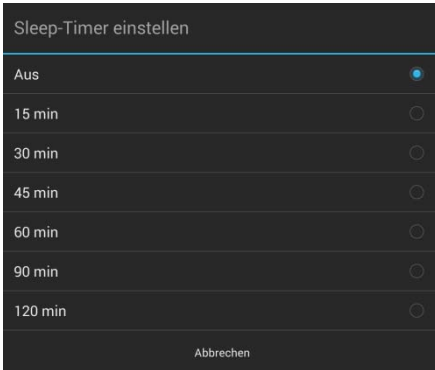 Sleep-Timer einstellen
Aus
15 min
30 min
45 min
60 min
90 min
120 min
Abbrechen